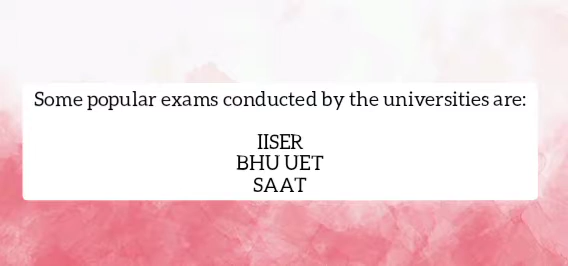 Some popular exams conducted by the universities are:
IISER
BHU UET
SAAT